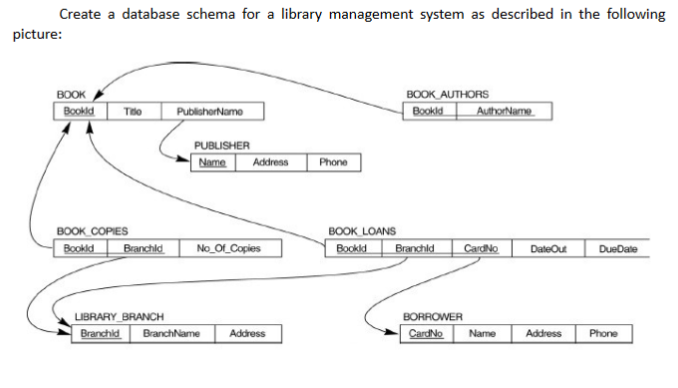 Create a database schema for a library management system as described in the following
picture:
BOOK
BookId Title PublisherName
BOOK_AUTHORS
BookId AuthorName
PUBLISHER
Name Address Phone
BOOK_COPIES
BookId BranchId No_Of_Copies
BOOK_LOANS
BookId BranchId CardNo DateOut DueDate
LIBRARY_BRANCH
BranchId BranchName Address
BORROWER
CardNo Name Address Phone